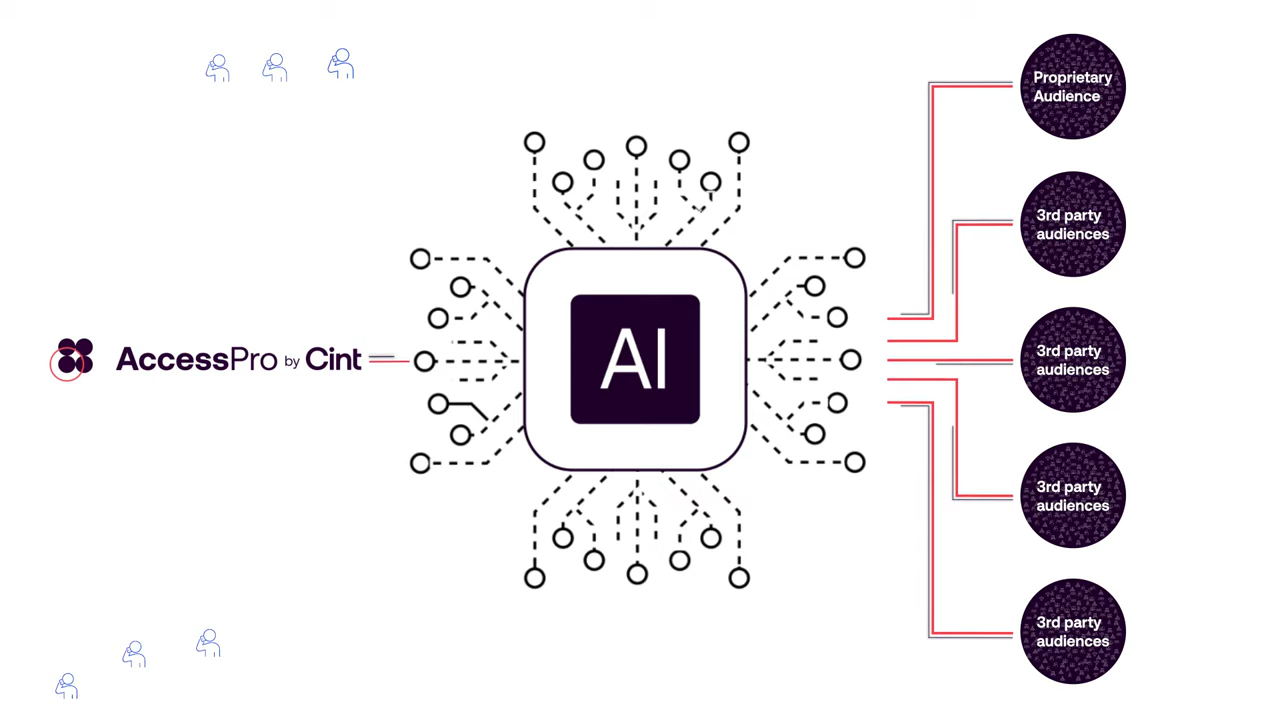 AccessPro by Cint
AI
Proprietary
Audience
3rd party
audiences
3rd party
audiences
3rd party
audiences
3rd party
audiences